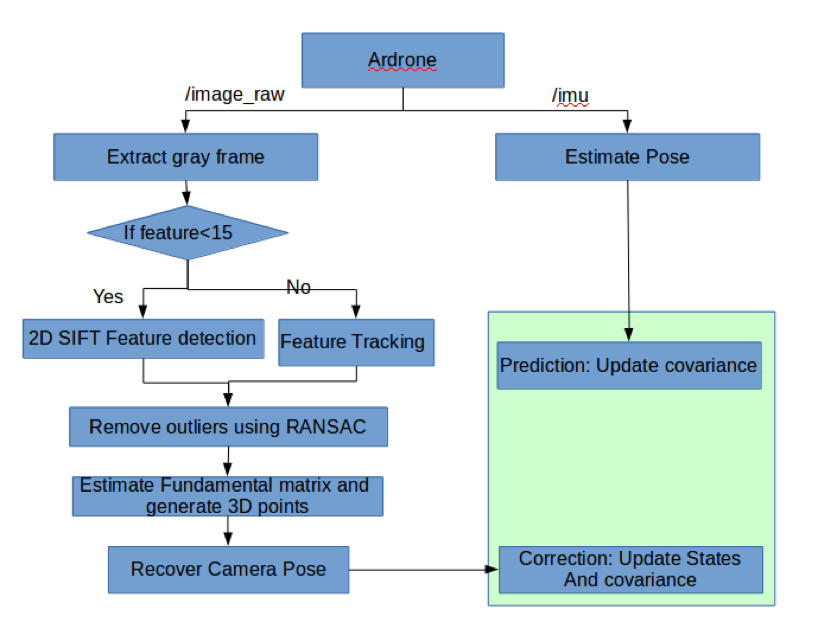 Ardrone
/image_raw
/imu
Extract gray frame
Estimate Pose
If feature<15
Yes
No
2D SIFT Feature detection
Feature Tracking
Prediction: Update covariance
Remove outliers using RANSAC
Estimate Fundamental matrix and
generate 3D points
Recover Camera Pose
Correction: Update States
And covariance